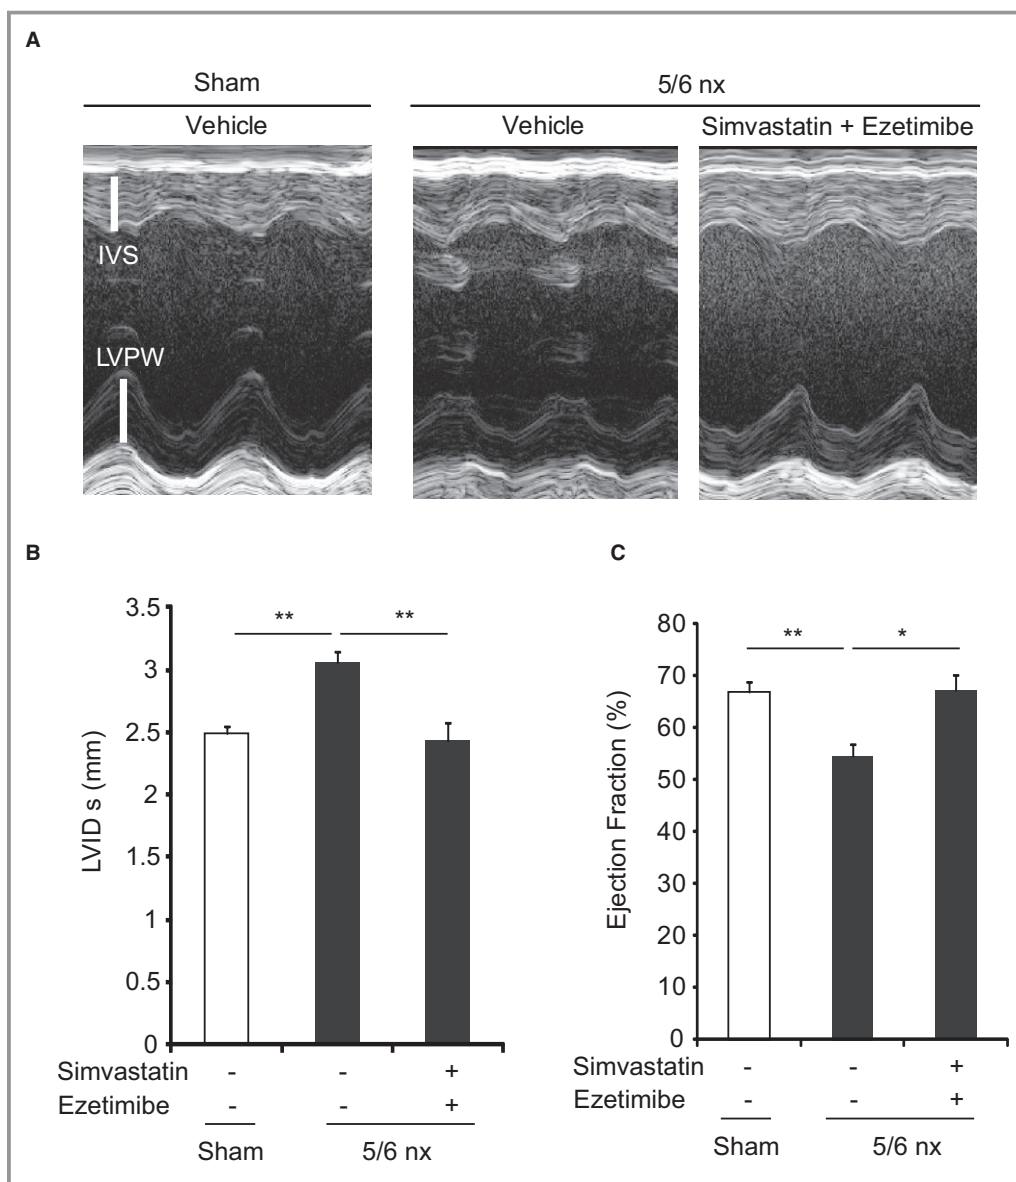 A
Sham
5/6 nx
Vehicle
Vehicle
Simvastatin + Ezetimibe
IVS
LVPW
B
LVID s (mm)
3.5
3
2.5
2
1.5
1
0.5
0
**
**
Simvastatin - - +
Ezetimibe - - +
Sham
5/6 nx
C
Ejection Fraction (%)
80
70
60
50
40
30
20
10
0
**
*
Simvastatin - - +
Ezetimibe - - +
Sham
5/6 nx